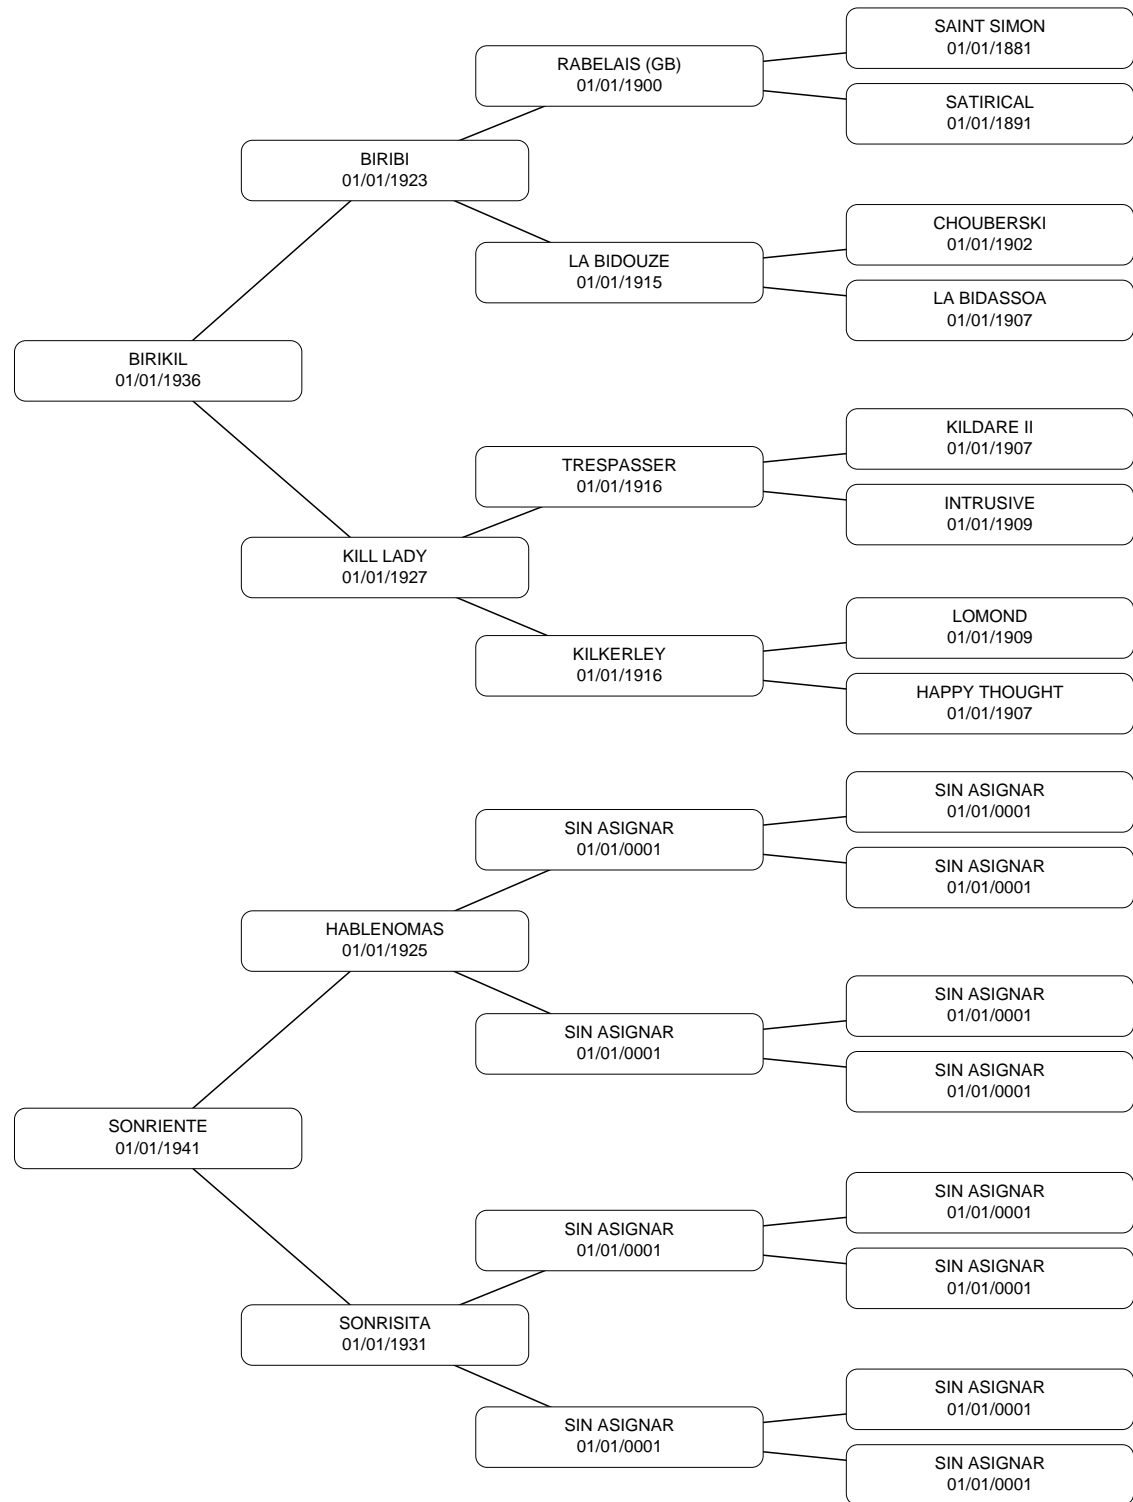 SAINT SIMON
01/01/1881
RABELAIS (GB)
01/01/1900
SATIRICAL
01/01/1891
BIRIBI
01/01/1923
CHOUBERSKI
01/01/1902
LA BIDOUZE
01/01/1915
LA BIDASSOA
01/01/1907
BIRIKIL
01/01/1936
KILDARE II
01/01/1907
TRESPASSER
01/01/1916
INTRUSIVE
01/01/1909
KILL LADY
01/01/1927
LOMOND
01/01/1909
KILKERLEY
01/01/1916
HAPPY THOUGHT
01/01/1907
SIN ASIGNAR
01/01/0001
SIN ASIGNAR
01/01/0001
SIN ASIGNAR
01/01/0001
HABLENOMAS
01/01/1925
SIN ASIGNAR
01/01/0001
SIN ASIGNAR
01/01/0001
SIN ASIGNAR
01/01/0001
SONRIENTE
01/01/1941
SIN ASIGNAR
01/01/0001
SIN ASIGNAR
01/01/0001
SIN ASIGNAR
01/01/0001
SONRISITA
01/01/1931
SIN ASIGNAR
01/01/0001
SIN ASIGNAR
01/01/0001
SIN ASIGNAR
01/01/0001